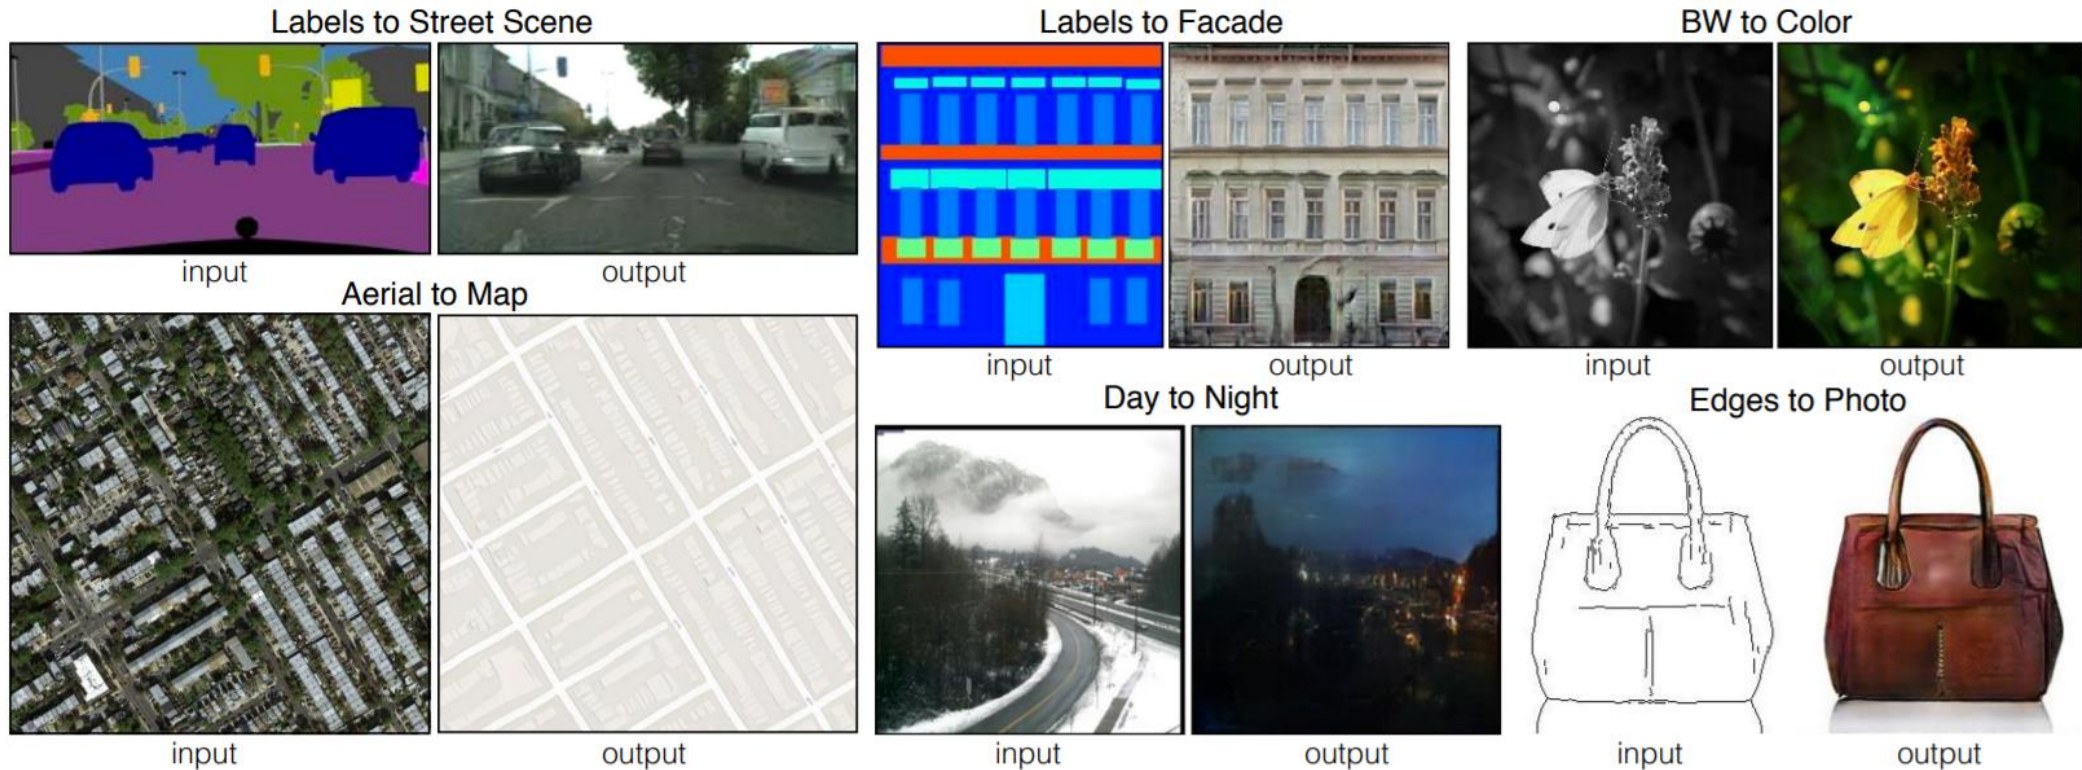 Labels to Street Scene
input
output
Aerial to Map
input
output
Labels to Facade
input
output
BW to Color
input
output
Day to Night
input
output
Edges to Photo
input
output